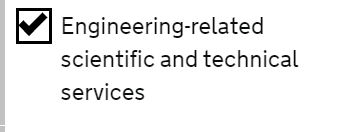 Engineering-related
scientific and technical
services